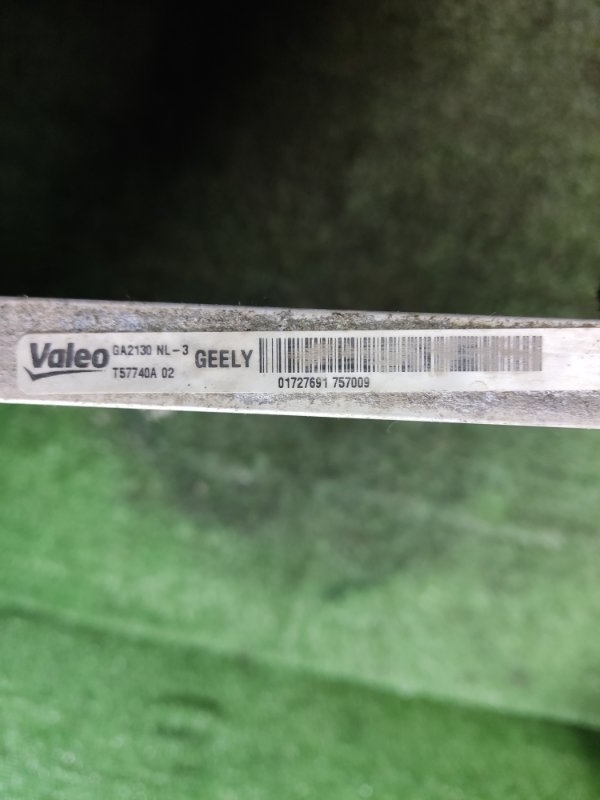 Valeo GA2130 NL-3 GEELY
T57740A 02
01727691 757009